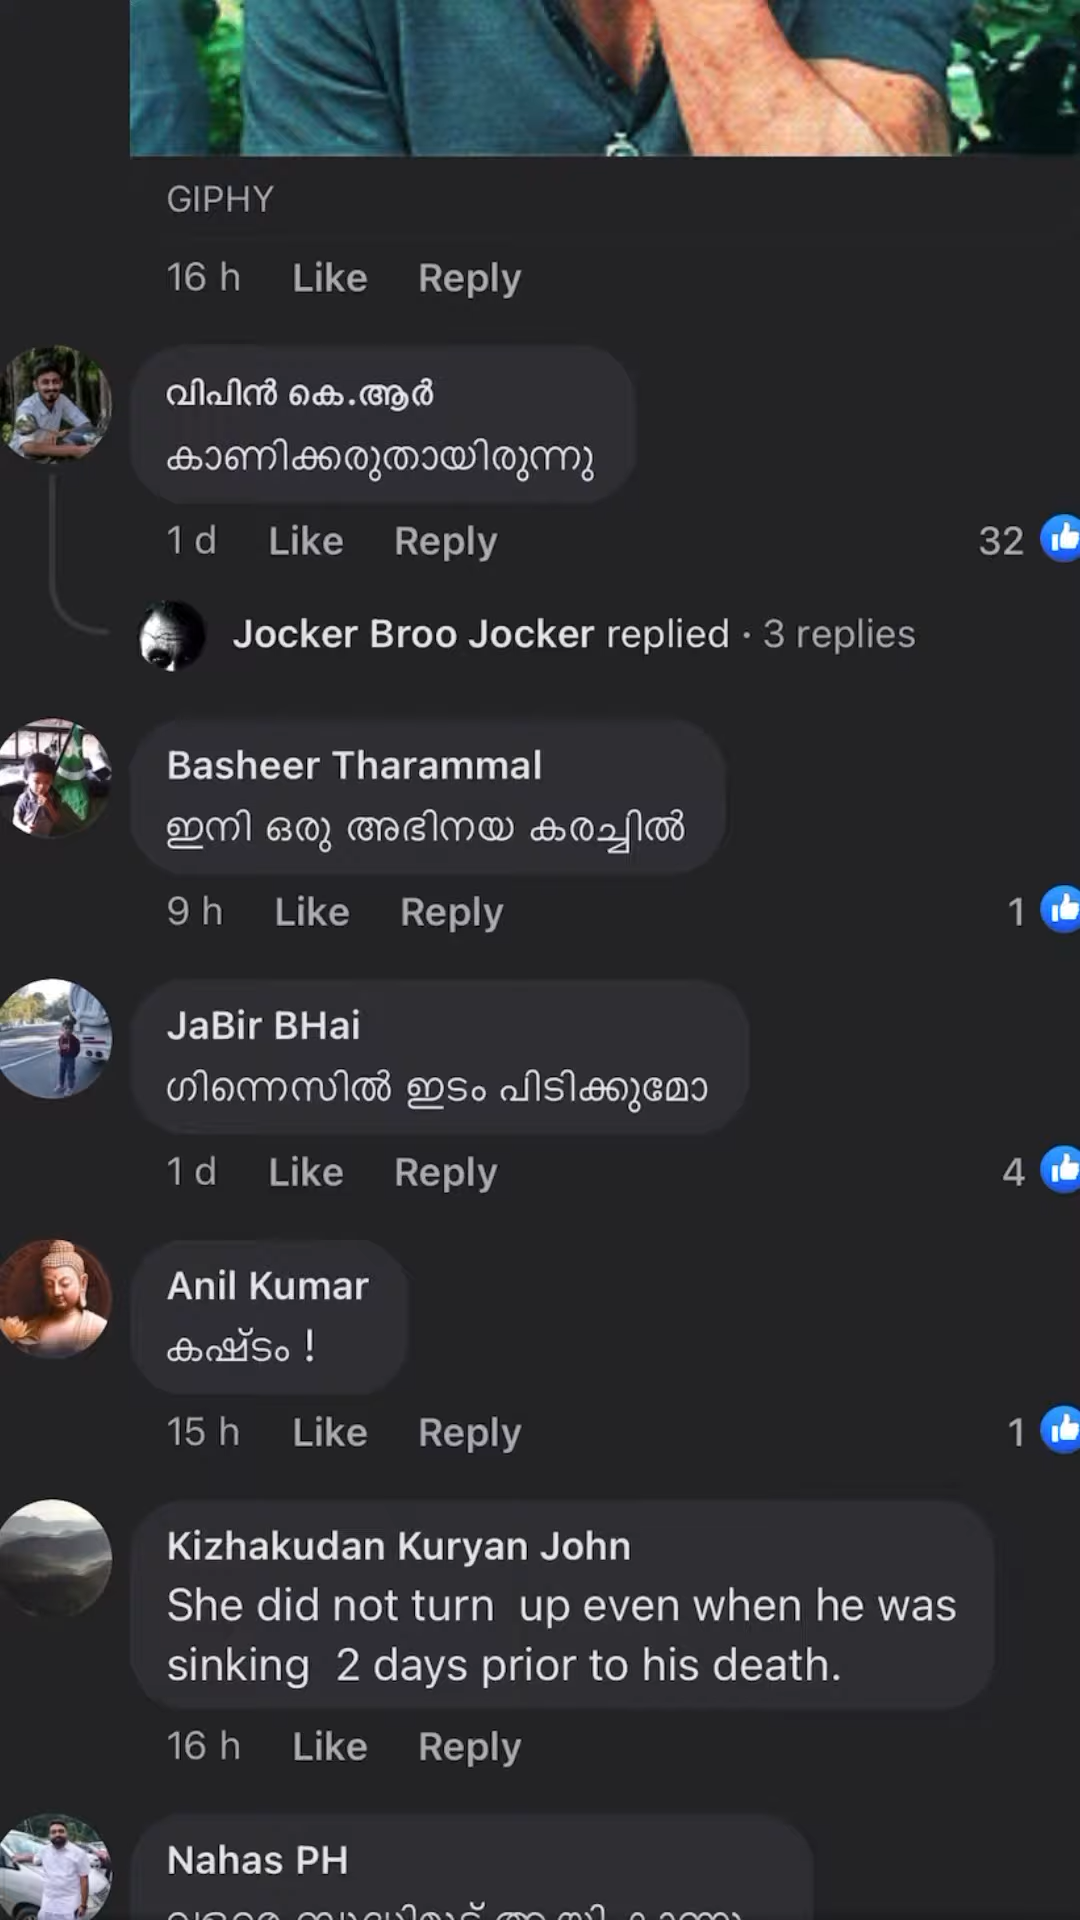 GIPHY
16 h Like Reply
വിപിൻ കെ.ആർ
കാണിക്കരുതായിരുന്നു
1 d Like Reply 32
Jocker Broo Jocker replied · 3 replies
Basheer Tharammal
ഇനി ഒരു അഭിനയ കരച്ചിൽ
9 h Like Reply 1
JaBir BHai
ഗിന്നെസിൽ ഇടം പിടിക്കുമോ
1 d Like Reply 4
Anil Kumar
കഷ്ടം !
15 h Like Reply 1
Kizhakudan Kuryan John
She did not turn up even when he was
sinking 2 days prior to his death.
16 h Like Reply
Nahas PH